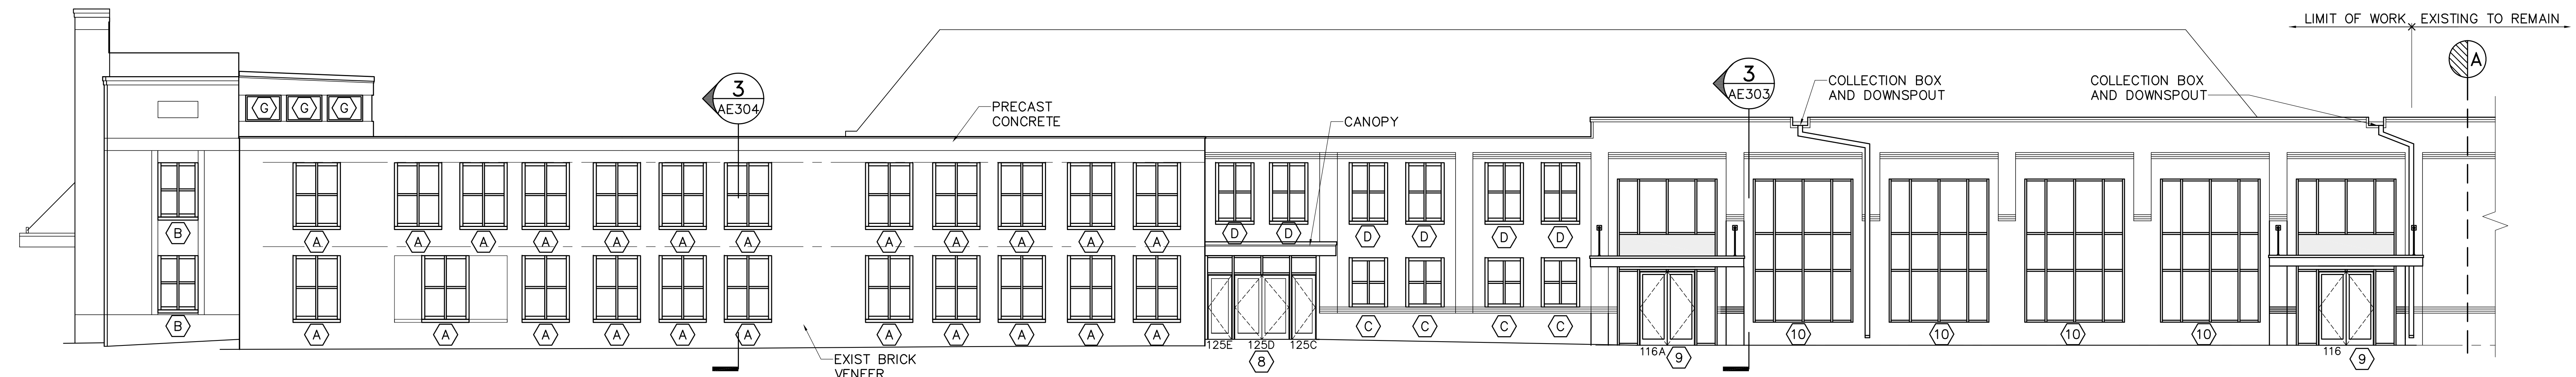 LIMIT OF WORK EXISTING TO REMAIN
A
3
AE304
3
AE303
COLLECTION BOX
AND DOWNSPOUT
COLLECTION BOX
AND DOWNSPOUT
G G G
PRECAST
CONCRETE
CANOPY
B
A A A A A A A A A A A A
D D D D D D
B
A A A A A A A A A A A
C C C C
125E 125D 125C
8
116A 9
10 10 10 10
116 9
EXIST BRICK
VENEER